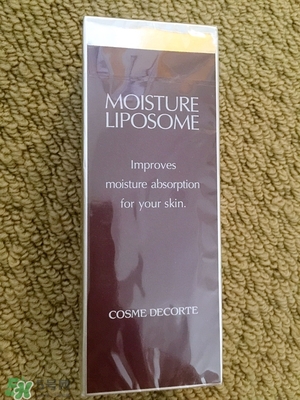 MOISTURE
LIPOSOME
Improves
moisture absorption
for your skin.
COSME DECORTE